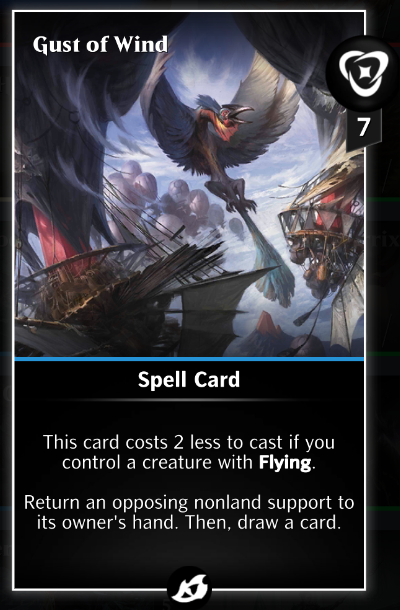 Gust of Wind
7
Spell Card
This card costs 2 less to cast if you
control a creature with Flying.
Return an opposing nonland support to
its owner's hand. Then, draw a card.